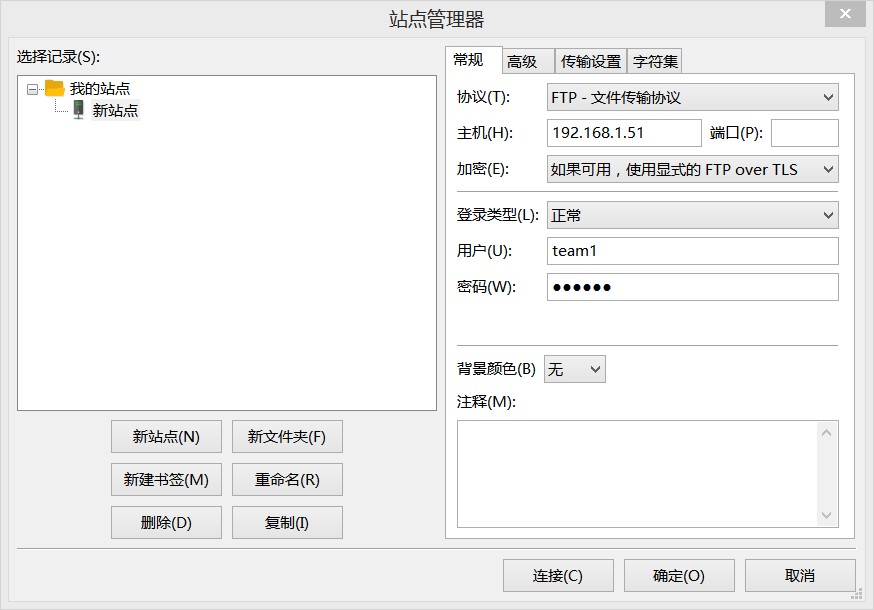 站点管理器
选择记录(S):
我的站点
新站点
新站点(N)
新文件夹(F)
新建书签(M)
重命名(R)
删除(D)
复制(I)
常规
高级
传输设置
字符集
协议(T):
FTP - 文件传输协议
主机(H):
192.168.1.51
端口(P):
加密(E):
如果可用，使用显式的 FTP over TLS
登录类型(L):
正常
用户(U):
team1
密码(W):
●●●●●●
背景颜色(B)
无
注释(M):
连接(C)
确定(O)
取消